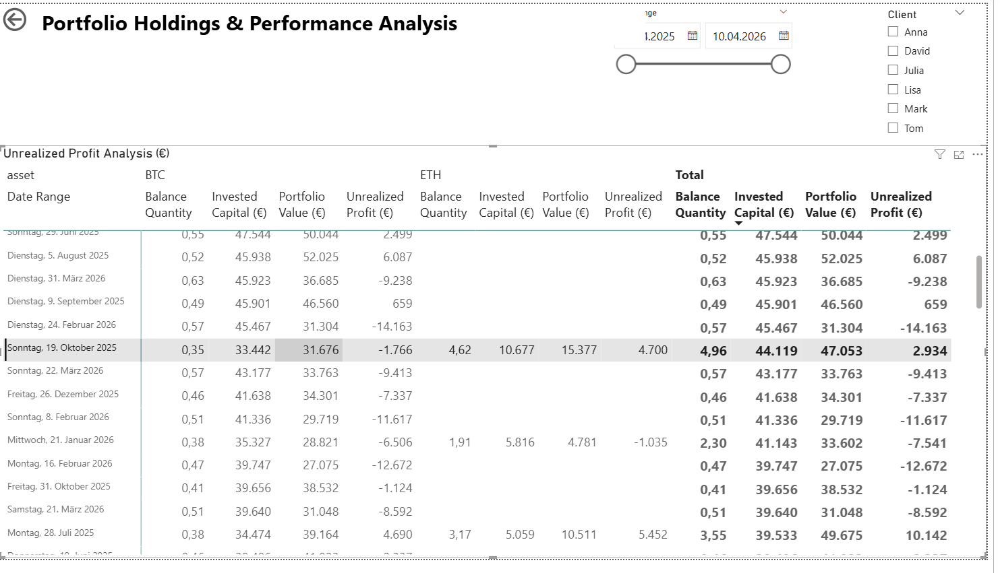 Portfolio Holdings & Performance Analysis
nge
.2025 10.04.2026
Client
Anna
David
Julia
Lisa
Mark
Tom
Unrealized Profit Analysis (€)
asset BTC ETH Total
Date Range Balance Quantity Invested Capital (€) Portfolio Value (€) Unrealized Profit (€) Balance Quantity Invested Capital (€) Portfolio Value (€) Unrealized Profit (€) Balance Quantity Invested Capital (€) Portfolio Value (€) Unrealized Profit (€)
Sonntag, 29. Juni 2025 0,55 47.544 50.044 2.499 0,55 47.544 50.044 2.499
Dienstag, 5. August 2025 0,52 45.938 52.025 6.087 0,52 45.938 52.025 6.087
Dienstag, 31. März 2026 0,63 45.923 36.685 -9.238 0,63 45.923 36.685 -9.238
Dienstag, 9. September 2025 0,49 45.901 46.560 659 0,49 45.901 46.560 659
Dienstag, 24. Februar 2026 0,57 45.467 31.304 -14.163 0,57 45.467 31.304 -14.163
Sonntag, 19. Oktober 2025 0,35 33.442 31.676 -1.766 4,62 10.677 15.377 4.700 4,96 44.119 47.053 2.934
Sonntag, 22. März 2026 0,57 43.177 33.763 -9.413 0,57 43.177 33.763 -9.413
Freitag, 26. Dezember 2025 0,46 41.638 34.301 -7.337 0,46 41.638 34.301 -7.337
Sonntag, 8. Februar 2026 0,51 41.336 29.719 -11.617 0,51 41.336 29.719 -11.617
Mittwoch, 21. Januar 2026 0,38 35.327 28.821 -6.506 1,91 5.816 4.781 -1.035 2,30 41.143 33.602 -7.541
Montag, 16. Februar 2026 0,47 39.747 27.075 -12.672 0,47 39.747 27.075 -12.672
Freitag, 31. Oktober 2025 0,41 39.656 38.532 -1.124 0,41 39.656 38.532 -1.124
Samstag, 21. März 2026 0,51 39.640 31.048 -8.592 0,51 39.640 31.048 -8.592
Montag, 28. Juli 2025 0,38 34.474 39.164 4.690 3,17 5.059 10.511 5.452 3,55 39.533 49.675 10.142